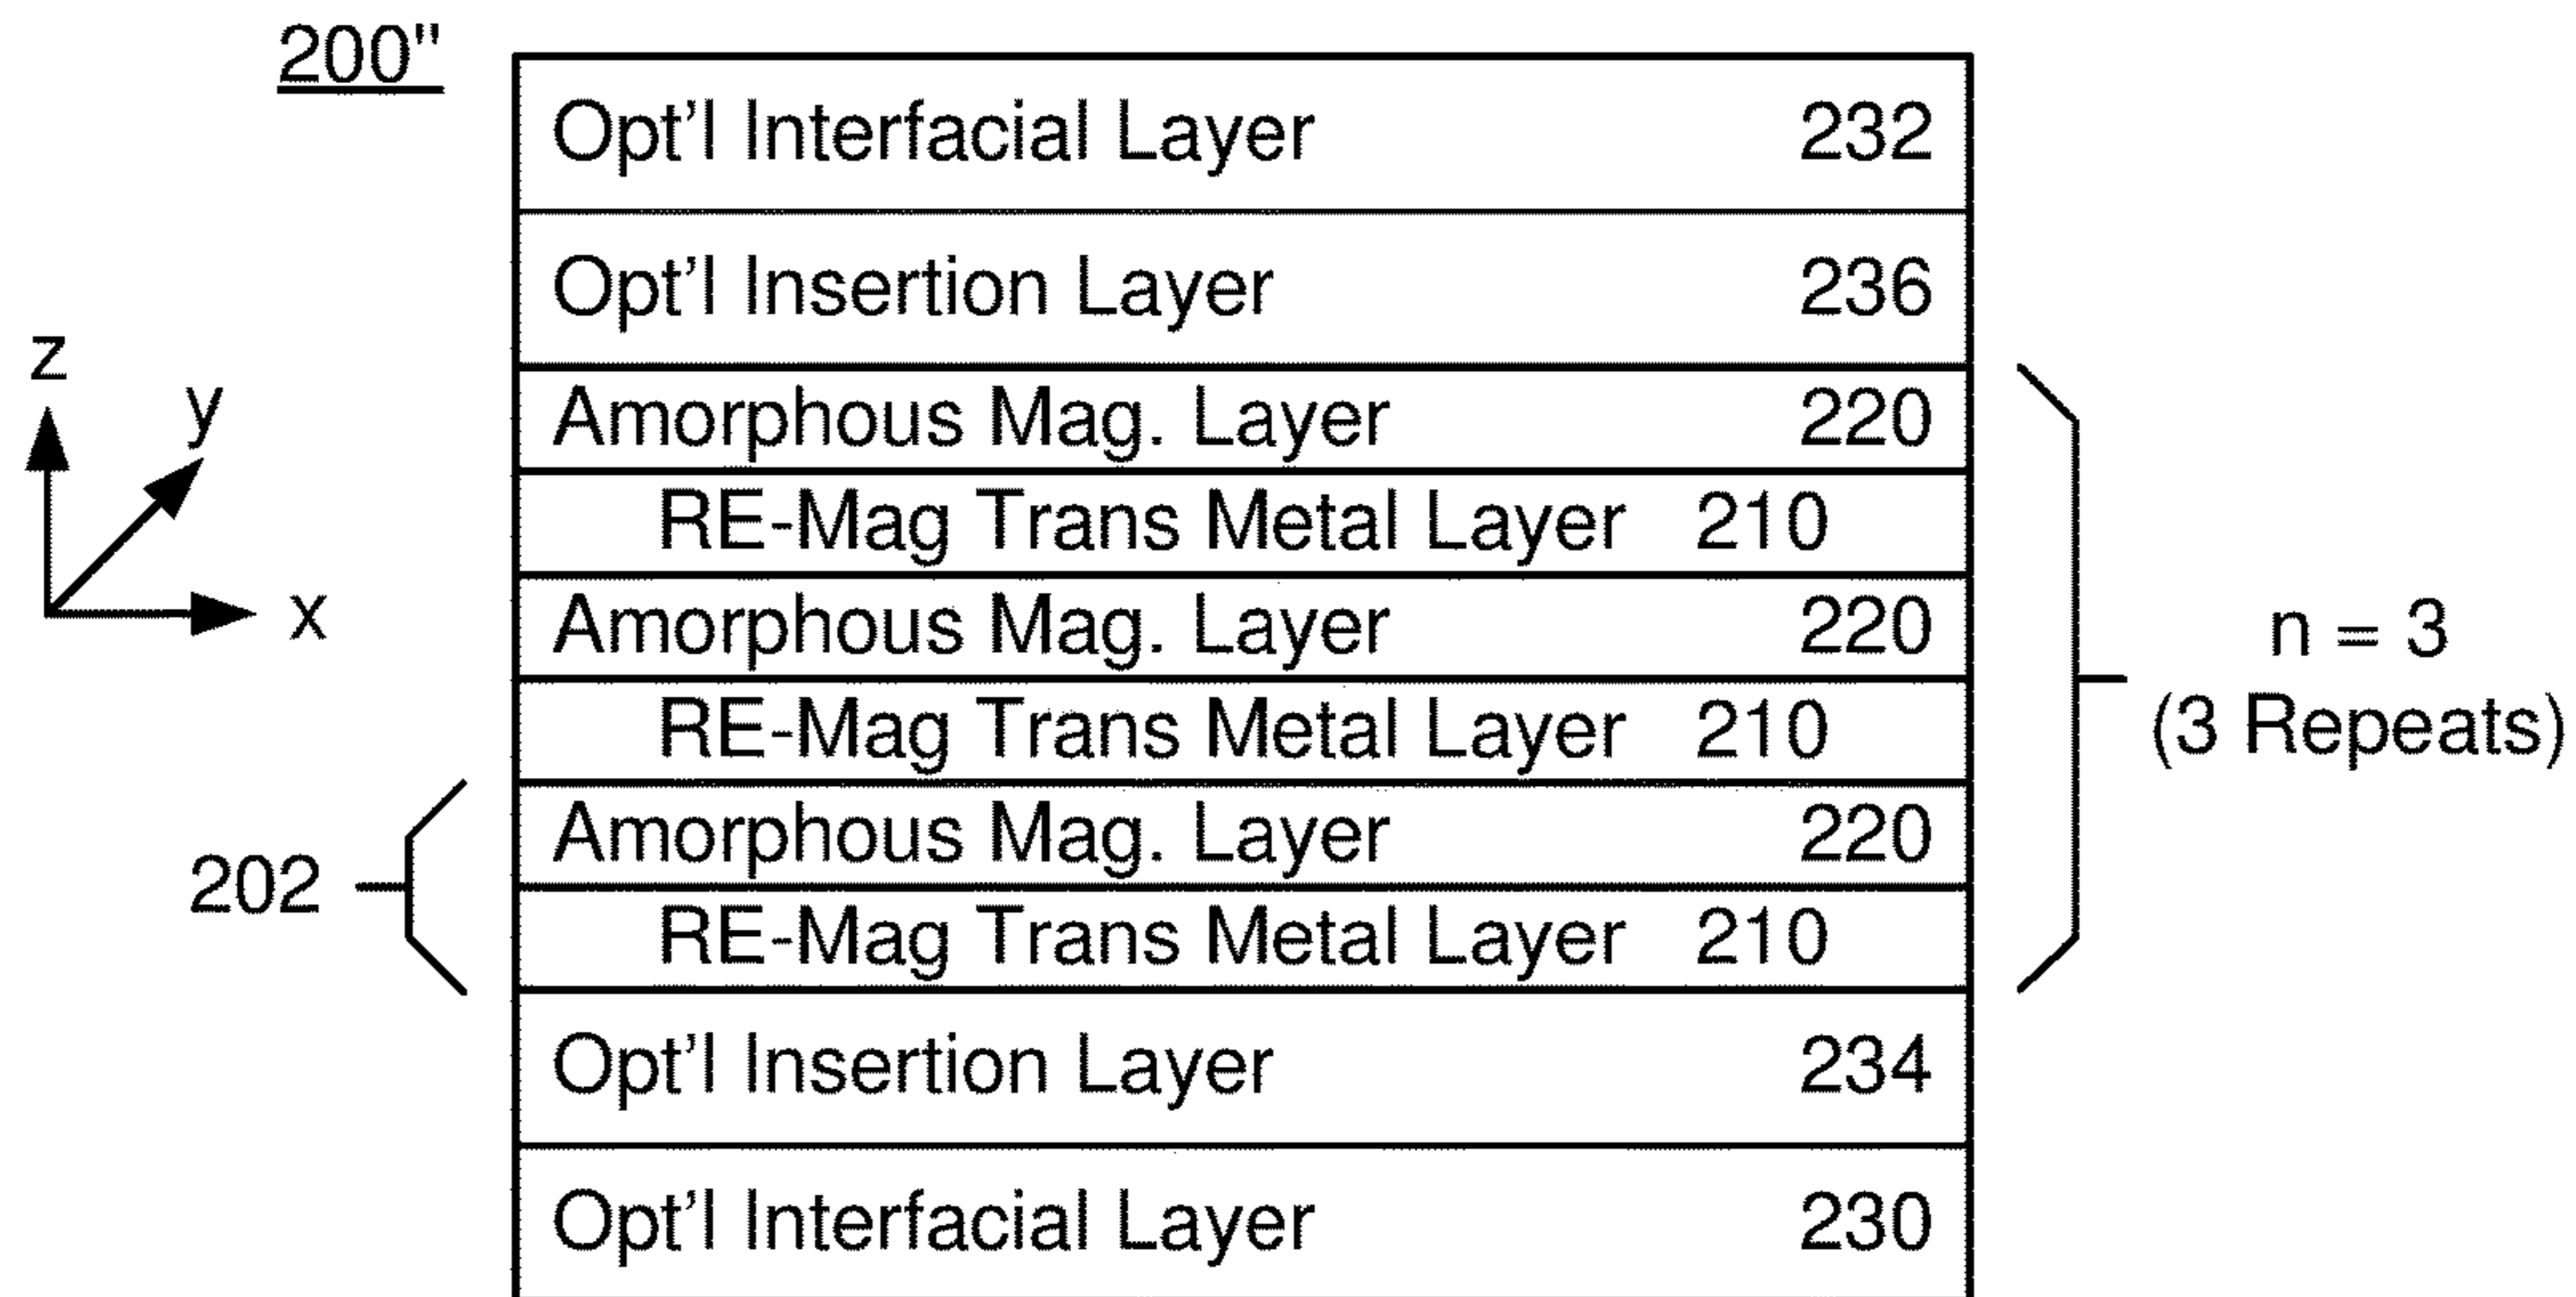 200"
Opt'l Interfacial Layer 232
Opt'l Insertion Layer 236
z
y
x
Amorphous Mag. Layer 220
RE-Mag Trans Metal Layer 210
Amorphous Mag. Layer 220
RE-Mag Trans Metal Layer 210
Amorphous Mag. Layer 220
RE-Mag Trans Metal Layer 210
n = 3
(3 Repeats)
202
Opt'l Insertion Layer 234
Opt'l Interfacial Layer 230